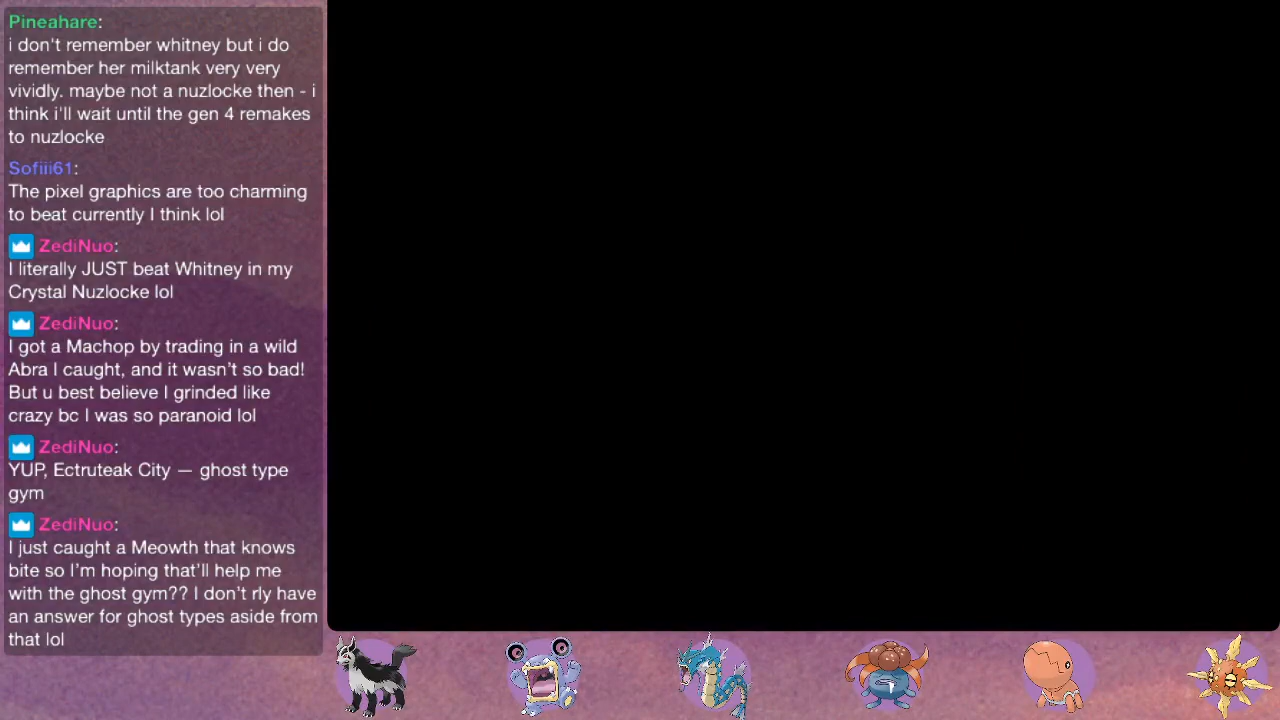 Pineahare:
i don't remember whitney but i do
remember her milktank very very
vividly. maybe not a nuzlocke then - i
think i'll wait until the gen 4 remakes
to nuzlocke
Sofiii61:
The pixel graphics are too charming
to beat currently I think lol
ZediNuo:
I literally JUST beat Whitney in my
Crystal Nuzlocke lol
ZediNuo:
I got a Machop by trading in a wild
Abra I caught, and it wasn't so bad!
But u best believe I grinded like
crazy bc I was so paranoid lol
ZediNuo:
YUP, Ectruteak City — ghost type
gym
ZediNuo:
I just caught a Meowth that knows
bite so I'm hoping that'll help me
with the ghost gym?? I don't rly have
an answer for ghost types aside from
that lol